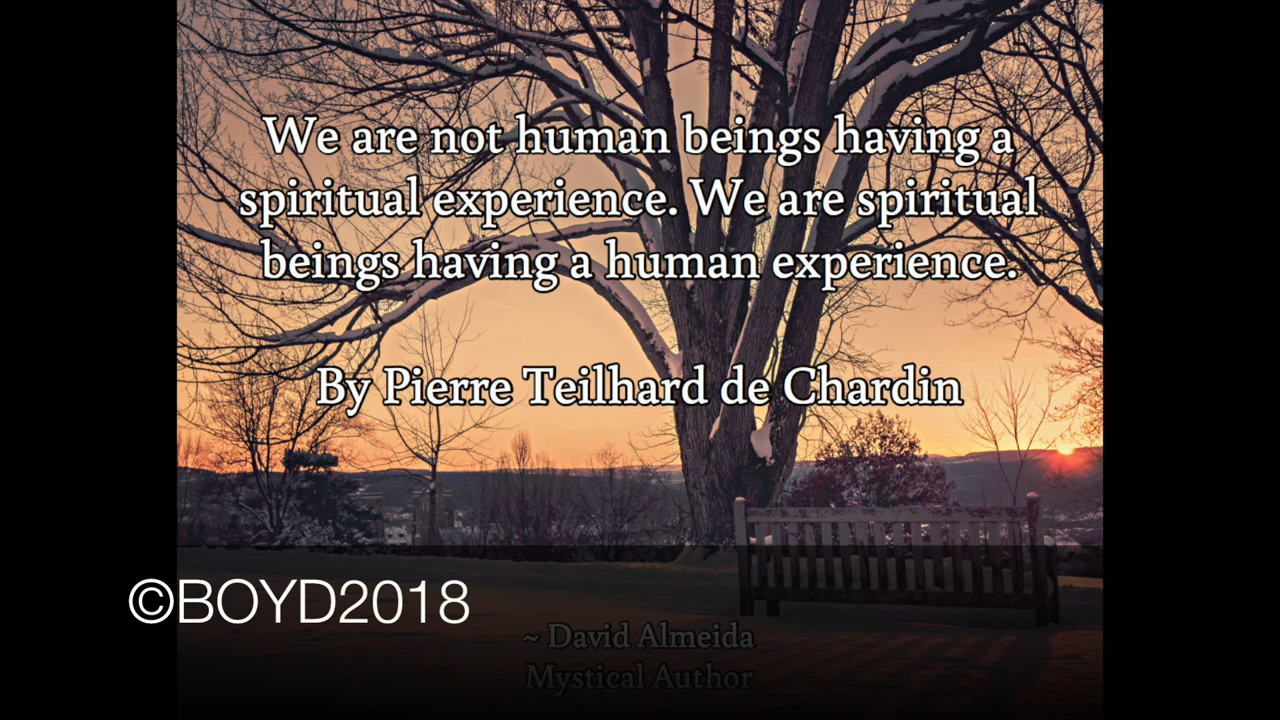 We are not human beings having a
spiritual experience. We are spiritual
beings having a human experience.
By Pierre Teilhard de Chardin
©BOYD2018
~ David Almeida
Mystical Author